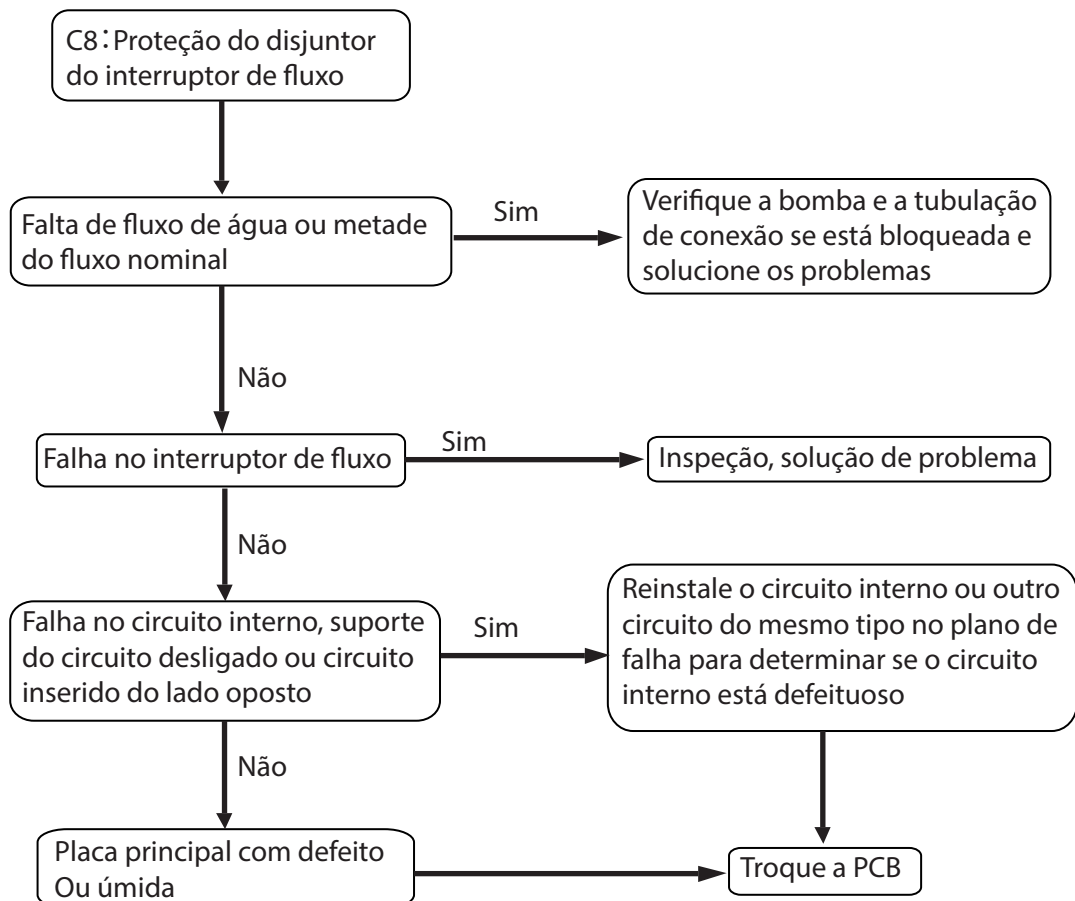 C8:Proteção do disjuntor
do interruptor de fluxo
Falta de fluxo de água ou metade
do fluxo nominal
Sim
Verifique a bomba e a tubulação
de conexão se está bloqueada e
solucione os problemas
Não
Falha no interruptor de fluxo
Sim
Inspeção, solução de problema
Não
Falha no circuito interno, suporte
do circuito desligado ou circuito
inserido do lado oposto
Sim
Reinstale o circuito interno ou outro
circuito do mesmo tipo no plano de
falha para determinar se o circuito
interno está defeituoso
Não
Placa principal com defeito
Ou úmida
Troque a PCB